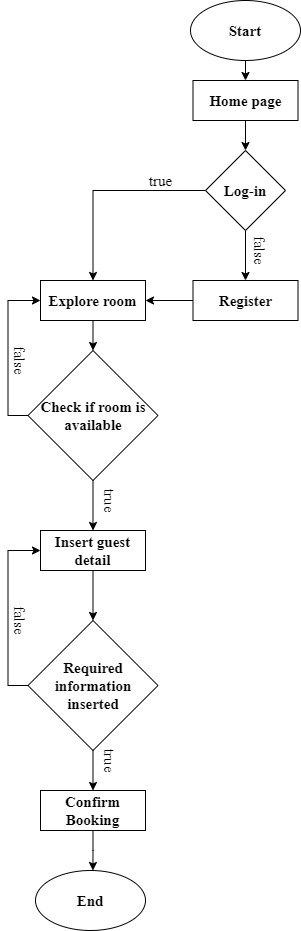 Start
Home page
true
Log-in
false
Explore room
Register
false
Check if room is
available
true
Insert guest
detail
false
Required
information
inserted
true
Confirm
Booking
End